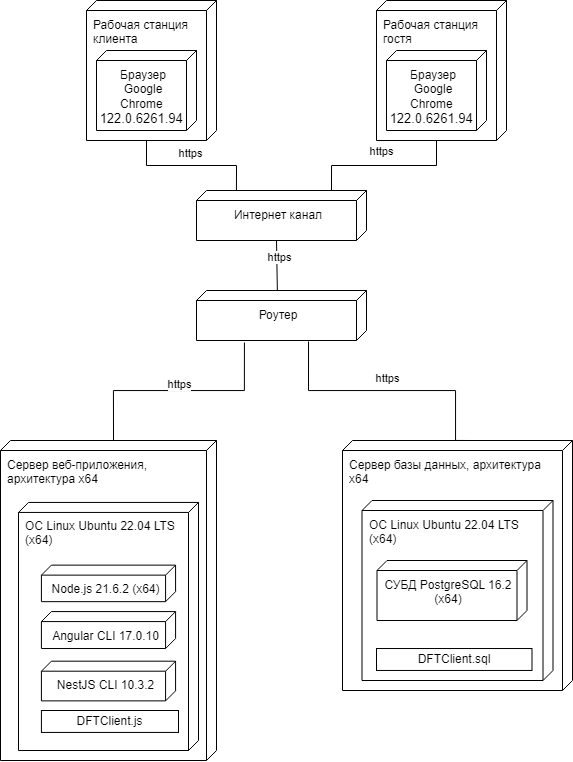 Рабочая станция
клиента
Браузер
Google
Chrome
122.0.6261.94
Рабочая станция
гостя
Браузер
Google
Chrome
122.0.6261.94
https
https
Интернет канал
https
Роутер
https
https
Сервер веб-приложения,
архитектура x64
ОС Linux Ubuntu 22.04 LTS
(x64)
Node.js 21.6.2 (x64)
Angular CLI 17.0.10
NestJS CLI 10.3.2
DFTClient.js
Сервер базы данных, архитектура
x64
ОС Linux Ubuntu 22.04 LTS
(x64)
СУБД PostgreSQL 16.2
(x64)
DFTClient.sql